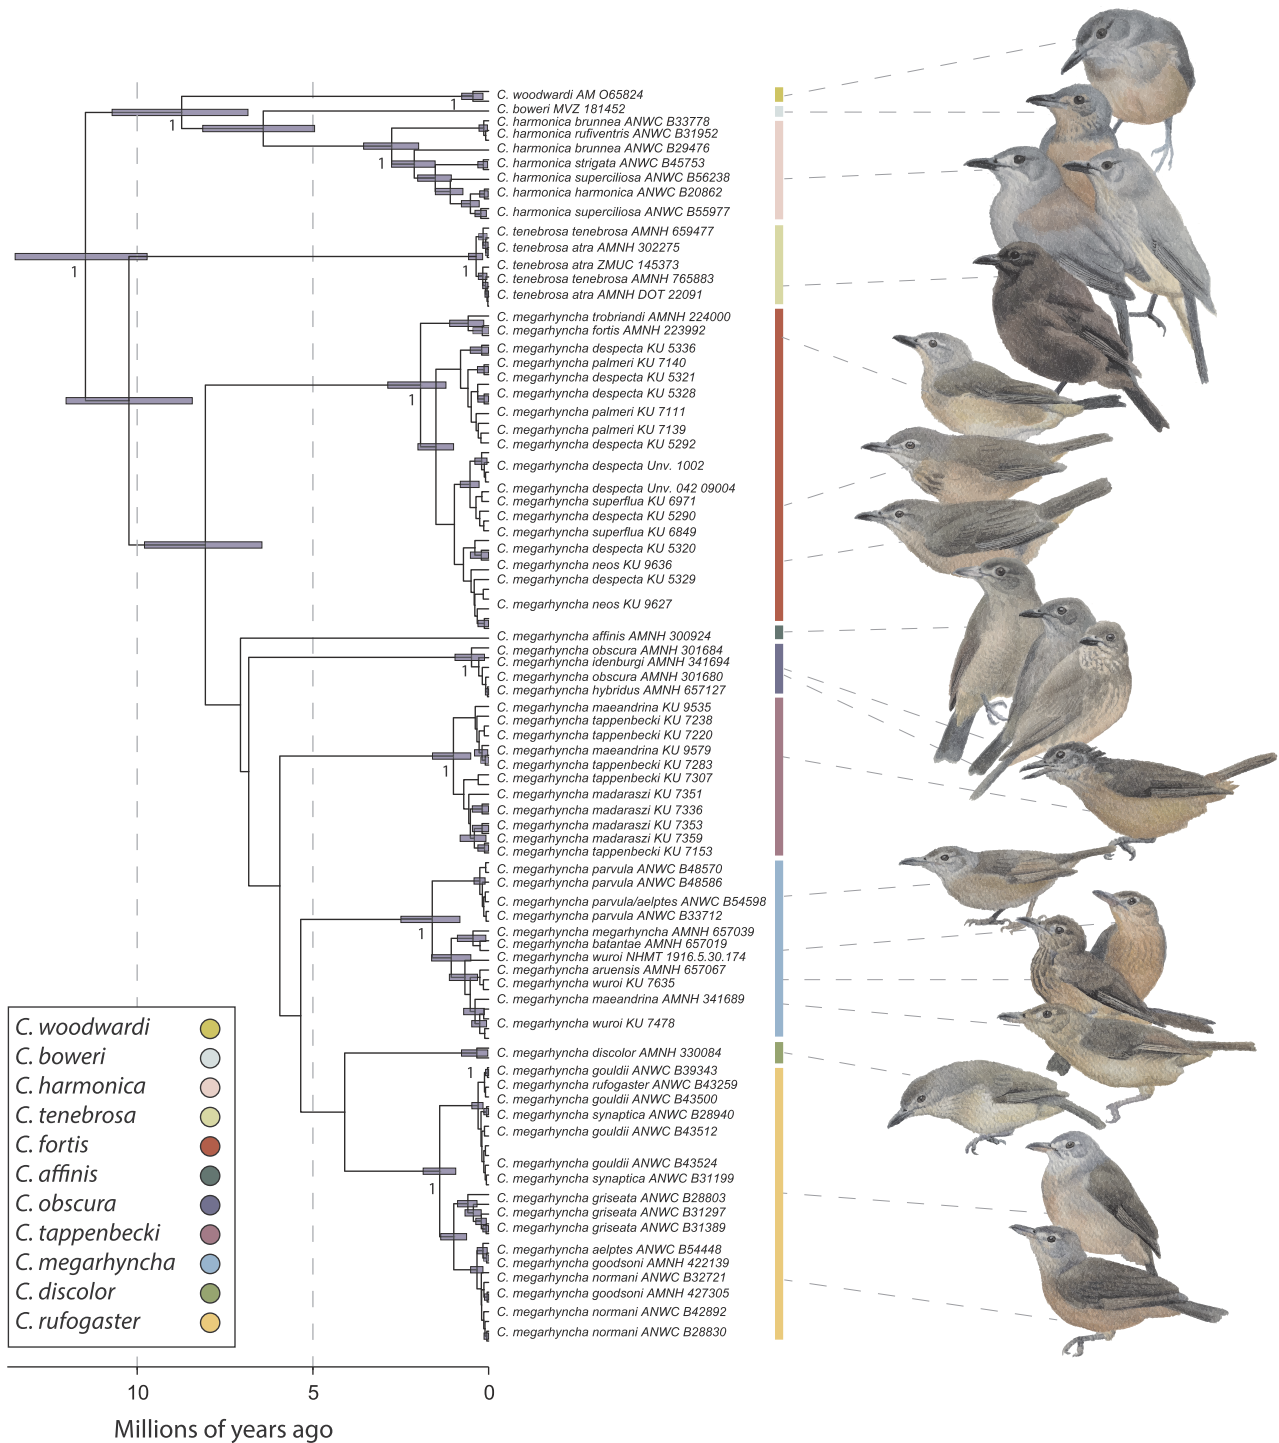 C. woodwardi AM O65824
1
C. boweri MVZ 181452
C. harmonica brunnea ANWC B33778
1
C. harmonica rufiventris ANWC B31952
C. harmonica brunnea ANWC B29476
1
C. harmonica strigata ANWC B45753
C. harmonica superciliosa ANWC B56238
C. harmonica harmonica ANWC B20862
C. harmonica superciliosa ANWC B55977
C. tenebrosa tenebrosa AMNH 659477
C. tenebrosa atra AMNH 302275
C. tenebrosa atra ZMUC 145373
1
1
C. tenebrosa tenebrosa AMNH 765883
C. tenebrosa atra AMNH DOT 22091
C. megarhyncha trobriandi AMNH 224000
C. megarhyncha fortis AMNH 223992
C. megarhyncha despecta KU 5336
C. megarhyncha palmeri KU 7140
C. megarhyncha despecta KU 5321
C. megarhyncha despecta KU 5328
1
C. megarhyncha palmeri KU 7111
C. megarhyncha palmeri KU 7139
C. megarhyncha despecta KU 5292
C. megarhyncha despecta Unv. 1002
C. megarhyncha despecta Unv. 042 09004
C. megarhyncha superflua KU 6971
C. megarhyncha despecta KU 5290
C. megarhyncha superflua KU 6849
C. megarhyncha despecta KU 5320
C. megarhyncha neos KU 9636
C. megarhyncha despecta KU 5329
C. megarhyncha neos KU 9627
C. megarhyncha affinis AMNH 300924
C. megarhyncha obscura AMNH 301684
C. megarhyncha idenburgi AMNH 341694
1
C. megarhyncha obscura AMNH 301680
C. megarhyncha hybridus AMNH 657127
C. megarhyncha maeandrina KU 9535
C. megarhyncha tappenbecki KU 7238
C. megarhyncha tappenbecki KU 7220
C. megarhyncha maeandrina KU 9579
C. megarhyncha tappenbecki KU 7283
1
C. megarhyncha tappenbecki KU 7307
C. megarhyncha madaraszi KU 7351
C. megarhyncha madaraszi KU 7336
C. megarhyncha madaraszi KU 7353
C. megarhyncha madaraszi KU 7359
C. megarhyncha tappenbecki KU 7153
C. megarhyncha parvula ANWC B48570
C. megarhyncha parvula ANWC B48586
C. megarhyncha parvula/aelptes ANWC B54598
C. megarhyncha parvula ANWC B33712
1
C. megarhyncha megarhyncha AMNH 657039
C. megarhyncha batantae AMNH 657019
C. megarhyncha wuroi NHMT 1916.5.30.174
C. megarhyncha aruensis AMNH 657067
C. megarhyncha wuroi KU 7635
C. megarhyncha maeandrina AMNH 341689
C. megarhyncha wuroi KU 7478
C. megarhyncha discolor AMNH 330084
1
C. megarhyncha gouldii ANWC B39343
C. megarhyncha rufogaster ANWC B43259
C. megarhyncha gouldii ANWC B43500
C. megarhyncha synaptica ANWC B28940
C. megarhyncha gouldii ANWC B43512
C. megarhyncha gouldii ANWC B43524
C. megarhyncha synaptica ANWC B31199
1
C. megarhyncha griseata ANWC B28803
C. megarhyncha griseata ANWC B31297
C. megarhyncha griseata ANWC B31389
C. megarhyncha aelptes ANWC B54448
C. megarhyncha goodsoni AMNH 422139
C. megarhyncha normani ANWC B32721
C. megarhyncha goodsoni AMNH 427305
C. megarhyncha normani ANWC B42892
C. megarhyncha normani ANWC B28830
C. woodwardi
C. boweri
C. harmonica
C. tenebrosa
C. fortis
C. affinis
C. obscura
C. tappenbecki
C. megarhyncha
C. discolor
C. rufogaster
10 5 0
Millions of years ago